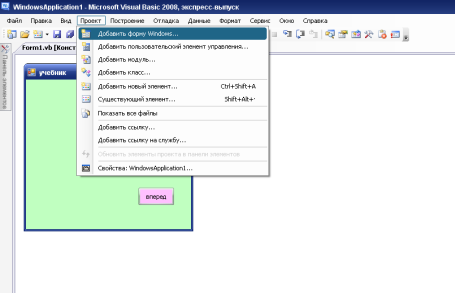 WindowsApplication1 - Microsoft Visual Basic 2008, экспресс-выпуск
Файл Правка Вид Проект Построение Отладка Данные Формат Сервис Окно Справка
Добавить форму Windows...
Form1.vb [Конст
Добавить пользовательский элемент управления...
Добавить модуль...
учебник
Добавить класс...
Добавить новый элемент... Ctrl+Shift+A
Существующий элемент... Shift+Alt+
Показать все файлы
Добавить ссылку...
Добавить ссылку на службу...
Обновить элементы проекта в панели элементов
Свойства: WindowsApplication1...
вперед
Панель элементов